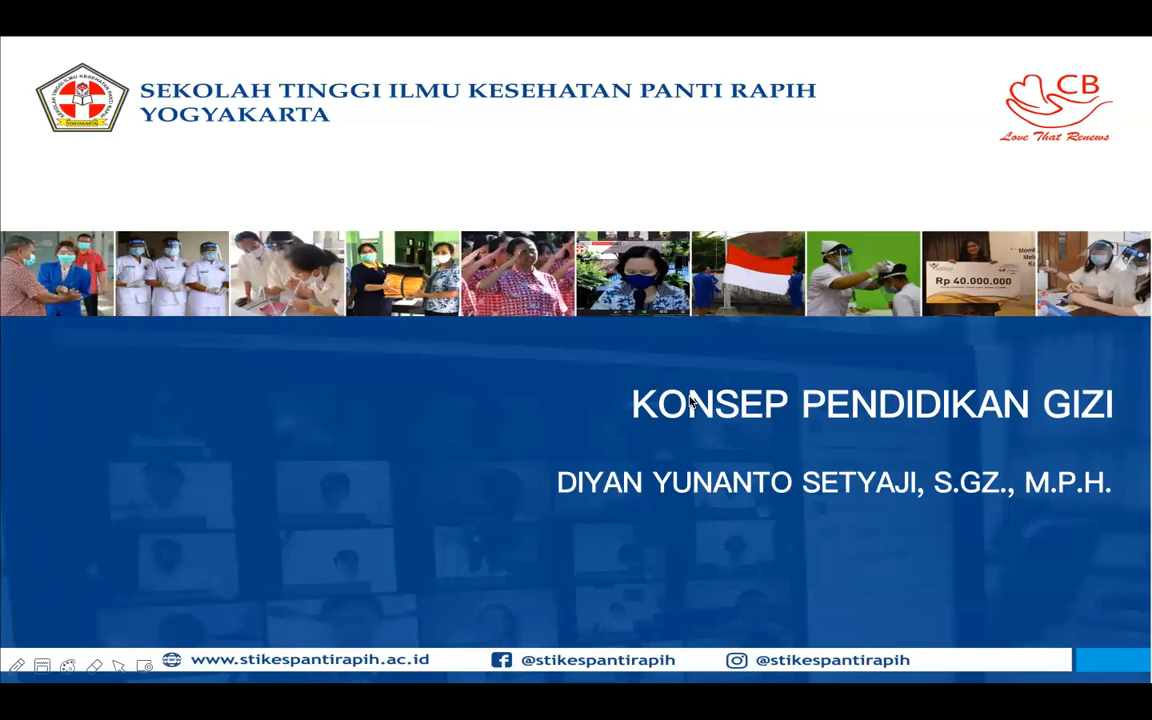 SEKOLAH TINGGI ILMU KESEHATAN PANTI RAPIH
YOGYAKARTA
CB
Love That Renews
YOGYAKARTA
Rp 40.000.000
KONSEP PENDIDIKAN GIZI
DIYAN YUNANTO SETYAJI, S.GZ., M.P.H.
www.stikespantirapih.ac.id
@stikespantirapih
@stikespantirapih